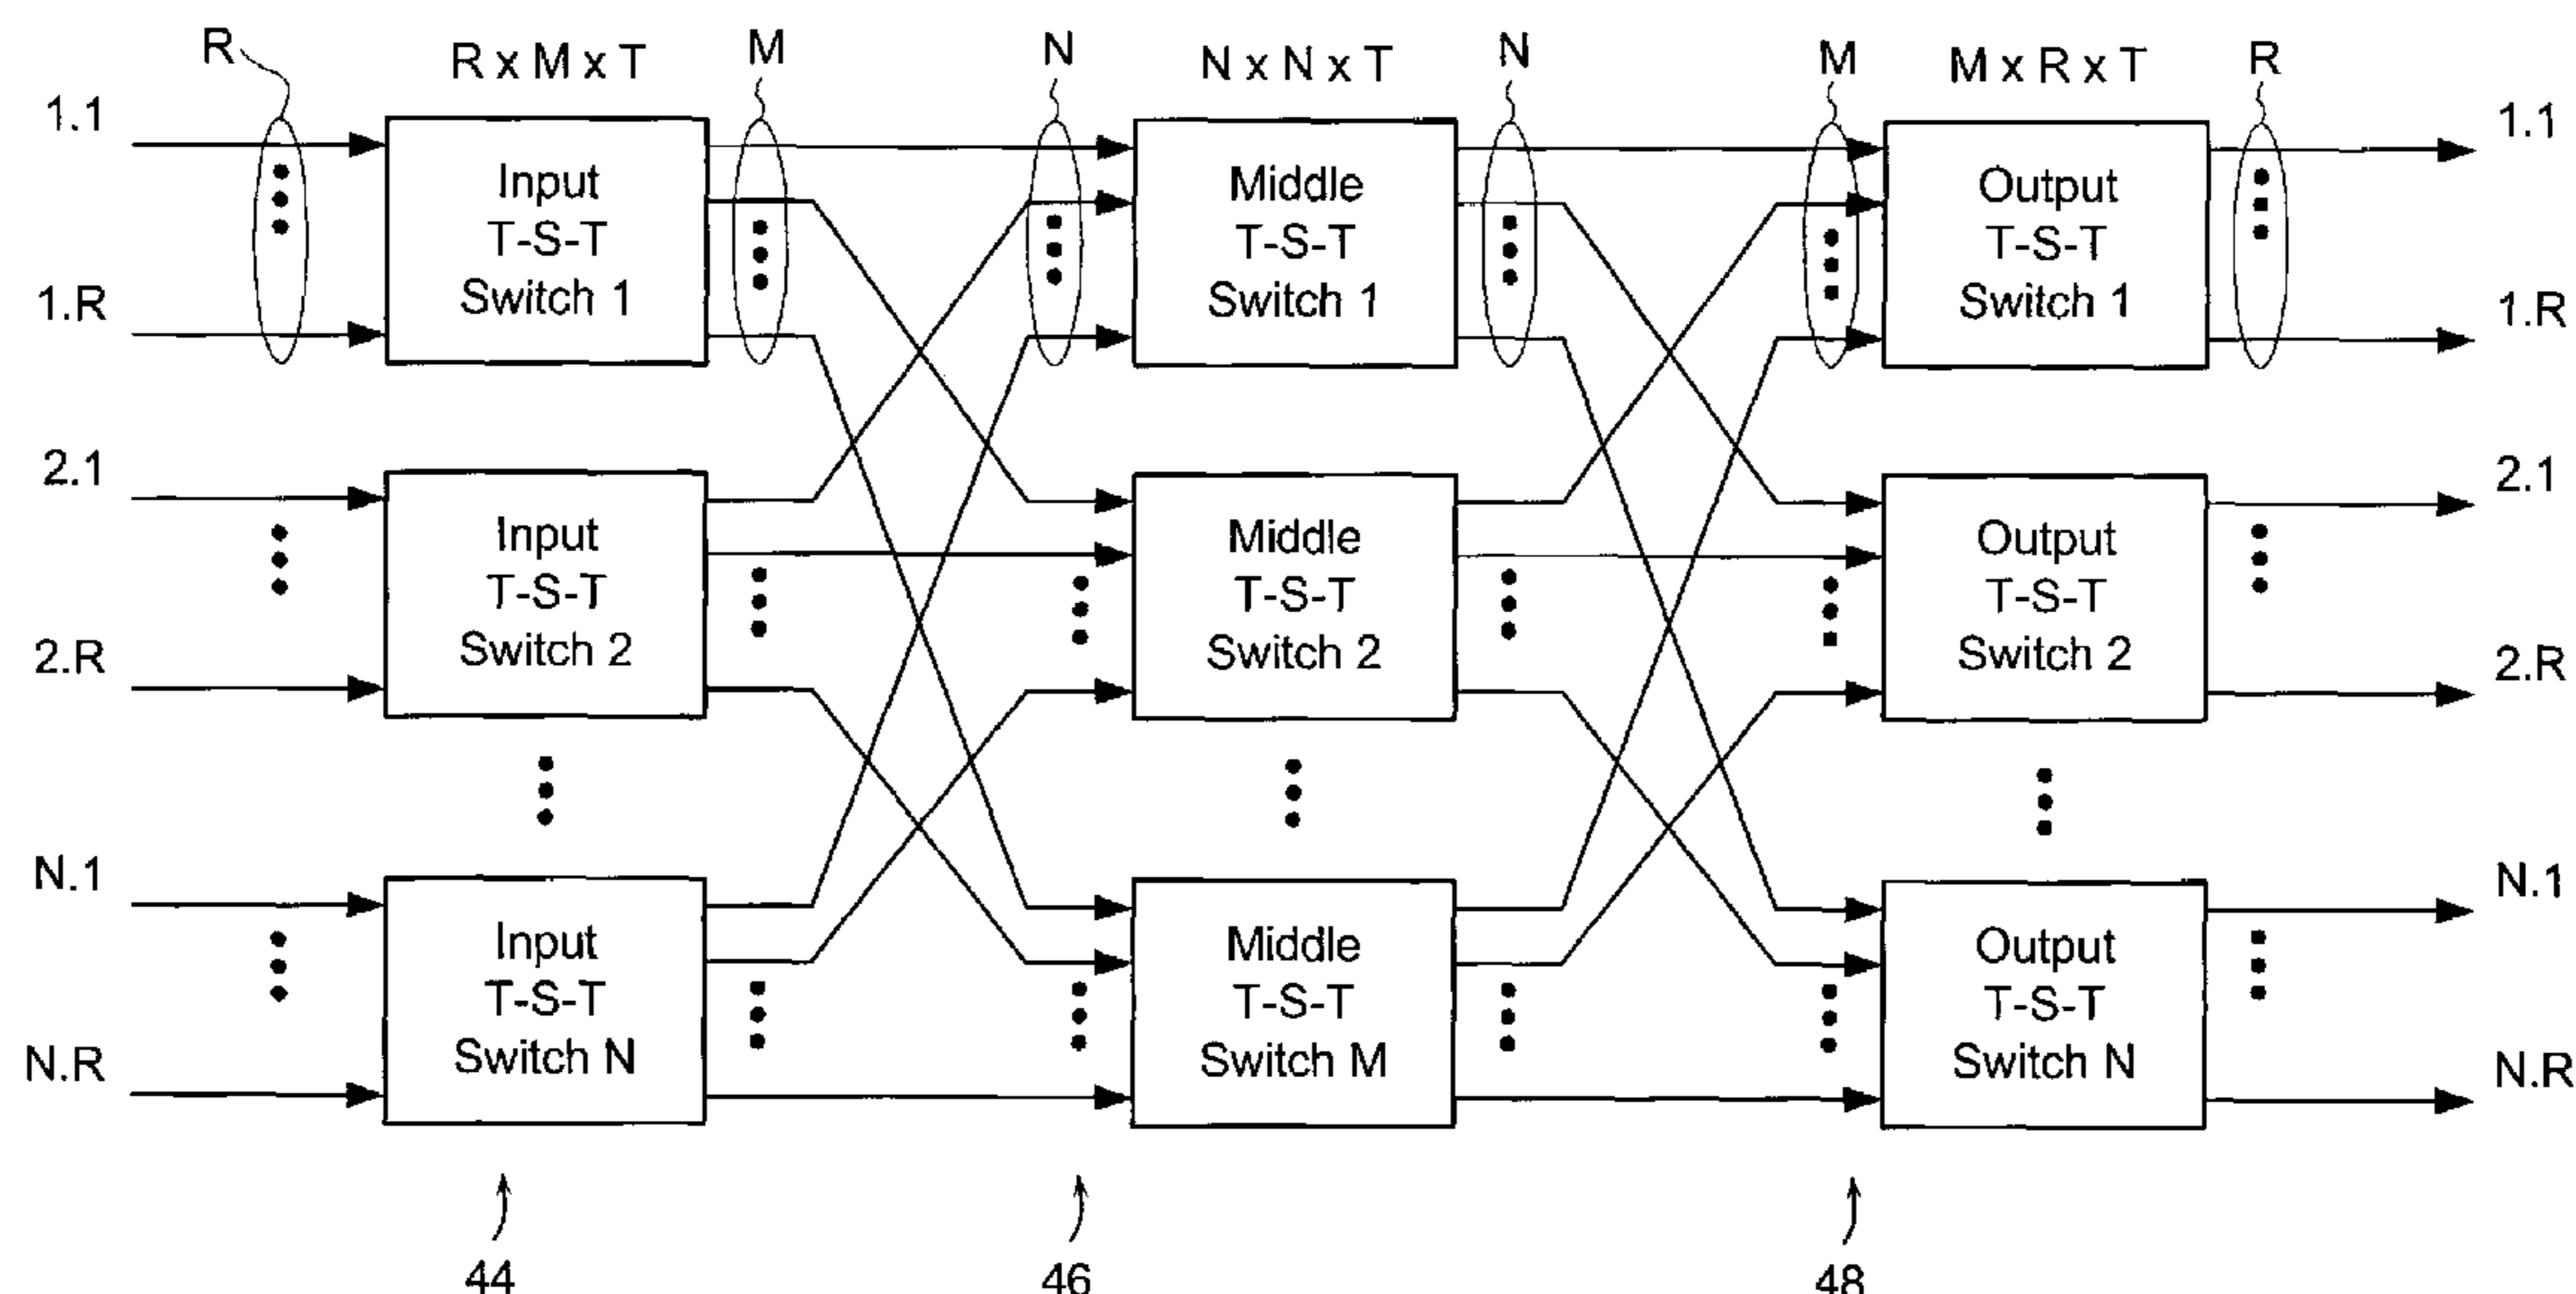 R
R x M x T
M
N
N x N x T
N
M
M x R x T
R
1.1
1.R
Input
T-S-T
Switch 1
Middle
T-S-T
Switch 1
Output
T-S-T
Switch 1
1.1
1.R
2.1
2.R
Input
T-S-T
Switch 2
Middle
T-S-T
Switch 2
Output
T-S-T
Switch 2
2.1
2.R
N.1
N.R
Input
T-S-T
Switch N
Middle
T-S-T
Switch M
Output
T-S-T
Switch N
N.1
N.R
44
46
48